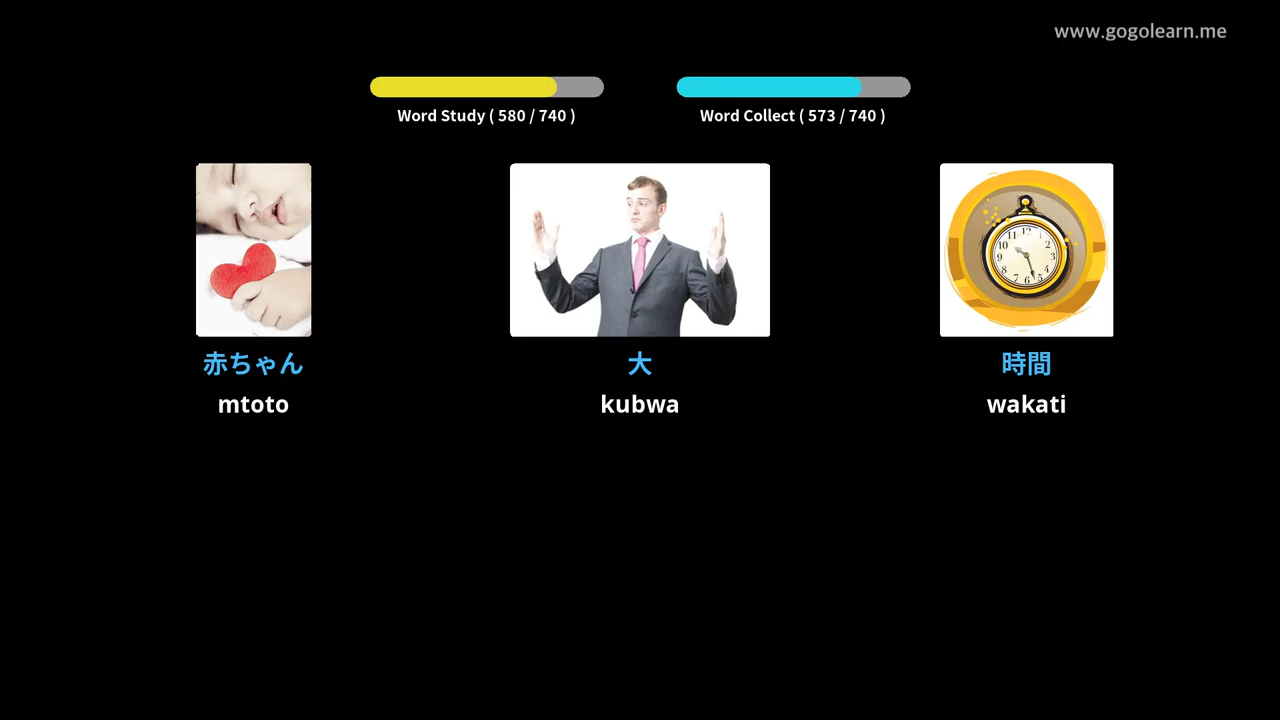 www.gogolearn.me
Word Study ( 580 / 740 )
Word Collect ( 573 / 740 )
赤ちゃん
mtoto
大
kubwa
時間
wakati